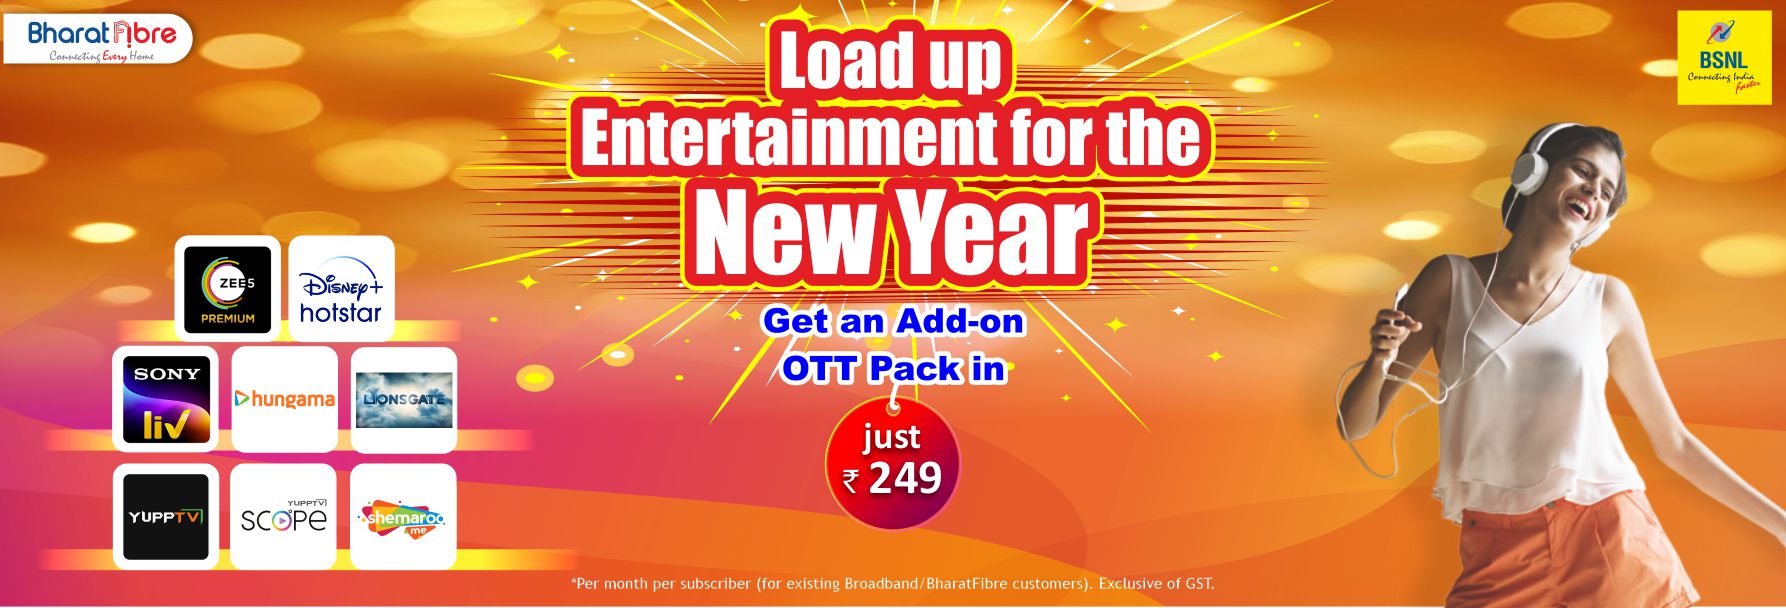 BharatFibre
Connecting Every Home
Load up
Entertainment for the
New Year
BSNL
Connecting India
Faster
Get an Add-on
OTT Pack in
just
₹ 249
ZEE5
PREMIUM
Disney+
hotstar
SONY
liv
hungama
LIONSGATE
YUPPTV
YUPPTV
SCOPE
shemaroo
me
*Per month per subscriber (for existing Broadband/BharatFibre customers). Exclusive of GST.